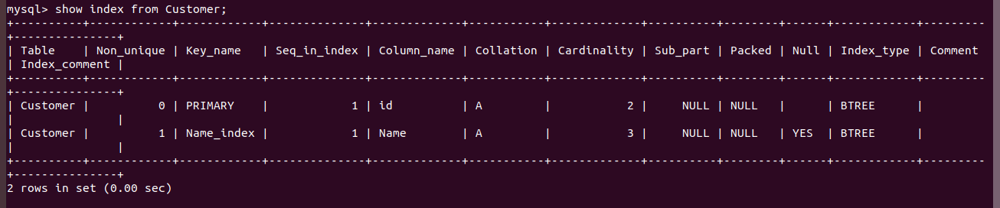 mysql> show index from Customer;
+----------+------------+------------+--------------+-------------+-----------+-------------+----------+--------+------+------------+---------
+---------------+
| Table    | Non_unique | Key_name   | Seq_in_index | Column_name | Collation | Cardinality | Sub_part | Packed | Null | Index_type | Comment
| Index_comment |
+----------+------------+------------+--------------+-------------+-----------+-------------+----------+--------+------+------------+---------
+---------------+
| Customer |          0 | PRIMARY    |            1 | id          | A         |           2 |     NULL | NULL   |      | BTREE      |
|               |
| Customer |          1 | Name_index |            1 | Name        | A         |           3 |     NULL | NULL   | YES  | BTREE      |
|               |
+----------+------------+------------+--------------+-------------+-----------+-------------+----------+--------+------+------------+---------
+---------------+
2 rows in set (0.00 sec)